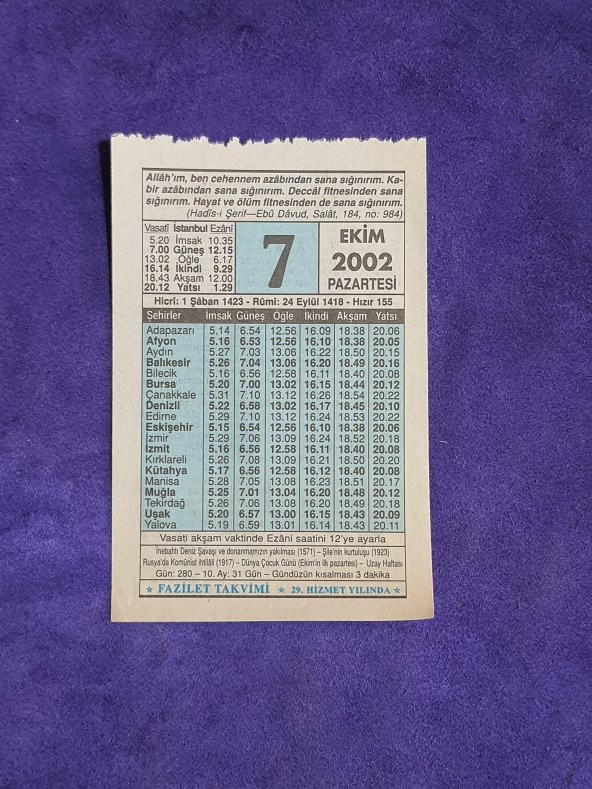 Allâh'ım, ben cehennem azâbından sana sığınırım. Ka-
bir azâbından sana sığınırım. Deccâl fitnesinden sana
sığınırım. Hayat ve ölüm fitnesinden de sana sığınırım.
(Hadîs-i Şerif—Ebû Dâvud, Salât, 184, no: 984)
Vasatî İstanbul Ezânî
5.20 İmsak 10.35
7.00 Güneş 12.15
13.02 Öğle 6.17
16.14 İkindi 9.29
18.43 Akşam 12.00
20.12 Yatsı 1.29
7
EKİM
2002
PAZARTESİ
Hicrî: 1 Şâban 1423 - Rûmî: 24 Eylül 1418 - Hızır 155
Şehirler İmsak Güneş Öğle İkindi Akşam Yatsı
Adapazarı 5.14 6.54 12.56 16.09 18.38 20.06
Afyon 5.16 6.53 12.56 16.10 18.38 20.05
Aydın 5.27 7.03 13.06 16.22 18.50 20.15
Balıkesir 5.26 7.04 13.06 16.20 18.49 20.16
Bilecik 5.16 6.56 12.58 16.11 18.40 20.08
Bursa 5.20 7.00 13.02 16.15 18.44 20.12
Çanakkale 5.31 7.10 13.12 16.26 18.54 20.22
Denizli 5.22 6.58 13.02 16.17 18.45 20.10
Edirne 5.29 7.10 13.12 16.24 18.53 20.22
Eskişehir 5.15 6.54 12.56 16.10 18.38 20.06
İzmir 5.29 7.06 13.09 16.24 18.52 20.18
İzmit 5.16 6.56 12.58 16.11 18.40 20.08
Kırklareli 5.26 7.08 13.09 16.21 18.50 20.20
Kütahya 5.17 6.56 12.58 16.12 18.40 20.08
Manisa 5.28 7.05 13.08 16.23 18.51 20.17
Muğla 5.25 7.01 13.04 16.20 18.48 20.12
Tekirdağ 5.26 7.06 13.08 16.20 18.49 20.18
Uşak 5.20 6.57 13.00 16.15 18.43 20.09
Yalova 5.19 6.59 13.01 16.14 18.43 20.11
Vasati akşam vaktinde Ezâni saatini 12'ye ayarla
İnebahtı Deniz Şavaşı ve donanmamızın yakılması (1571) – Şile'nin kurtuluşu (1923)
Rusya'da Komünist ihtilâli (1917) – Dünya Çocuk Günü (Ekim'in ilk pazartesi) – Uzay Haftası
Gün: 280 – 10. Ay: 31 Gün – Gündüzün kısalması 3 dakika
★ FAZİLET TAKVİMİ ★ 29. HİZMET YILINDA ★